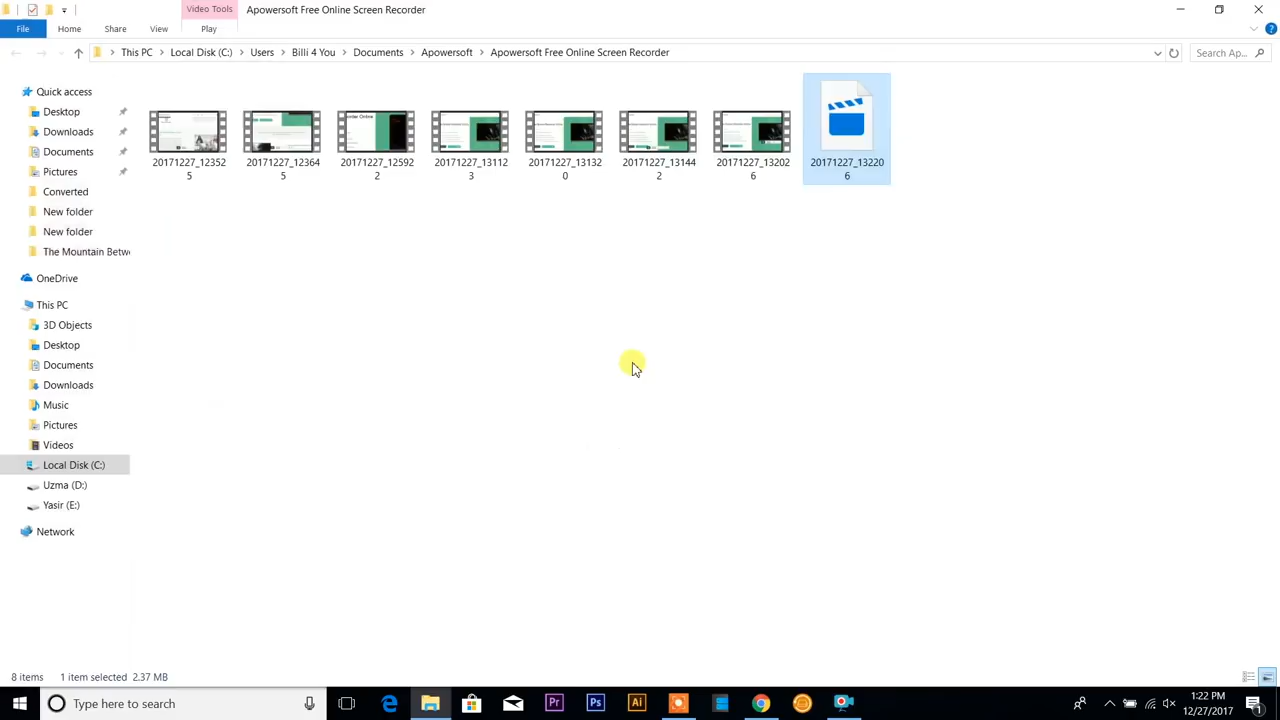 Video Tools
Apowersoft Free Online Screen Recorder
File
Home
Share
View
Play
This PC
Local Disk (C:)
Users
Billi 4 You
Documents
Apowersoft
Apowersoft Free Online Screen Recorder
Search Ap...
Quick access
Desktop
Downloads
Documents
Pictures
Converted
New folder
New folder
The Mountain Betw
OneDrive
This PC
3D Objects
Desktop
Documents
Downloads
Music
Pictures
Videos
Local Disk (C:)
Uzma (D:)
Yasir (E:)
Network
20171227_12352
5
20171227_12364
5
20171227_12592
2
20171227_13112
3
20171227_13132
0
20171227_13144
2
20171227_13202
6
20171227_13220
6
8 items
1 item selected 2.37 MB
Type here to search
Pr
Ps
Ai
1:22 PM
12/27/2017
1